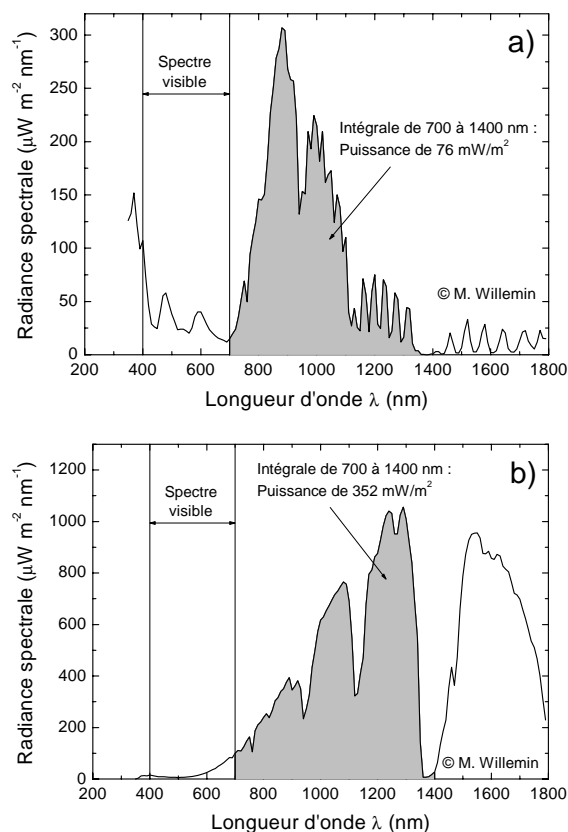 a)
Radiance spectrale (μW m⁻² nm⁻¹)
300
250
200
150
100
50
0
Spectre
visible
Intégrale de 700 à 1400 nm :
Puissance de 76 mW/m²
© M. Willemin
200 400 600 800 1000 1200 1400 1600 1800
Longueur d'onde λ (nm)
b)
Radiance spectrale (μW m⁻² nm⁻¹)
1200
1000
800
600
400
200
0
Spectre
visible
Intégrale de 700 à 1400 nm :
Puissance de 352 mW/m²
© M. Willemin
200 400 600 800 1000 1200 1400 1600 1800
Longueur d'onde λ (nm)